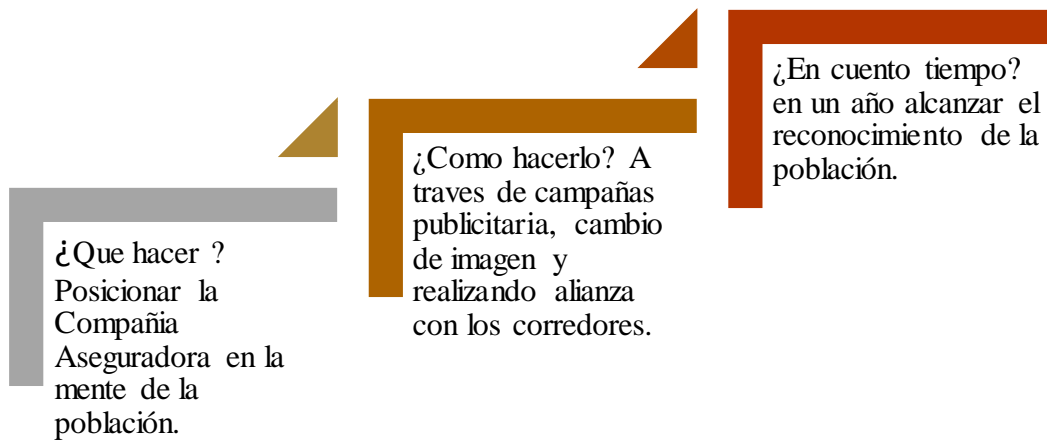 ¿Que hacer ?
Posicionar la
Compañia
Aseguradora en la
mente de la
población.
¿Como hacerlo? A
traves de campañas
publicitaria, cambio
de imagen y
realizando alianza
con los corredores.
¿En cuento tiempo?
en un año alcanzar el
reconocimiento de la
población.